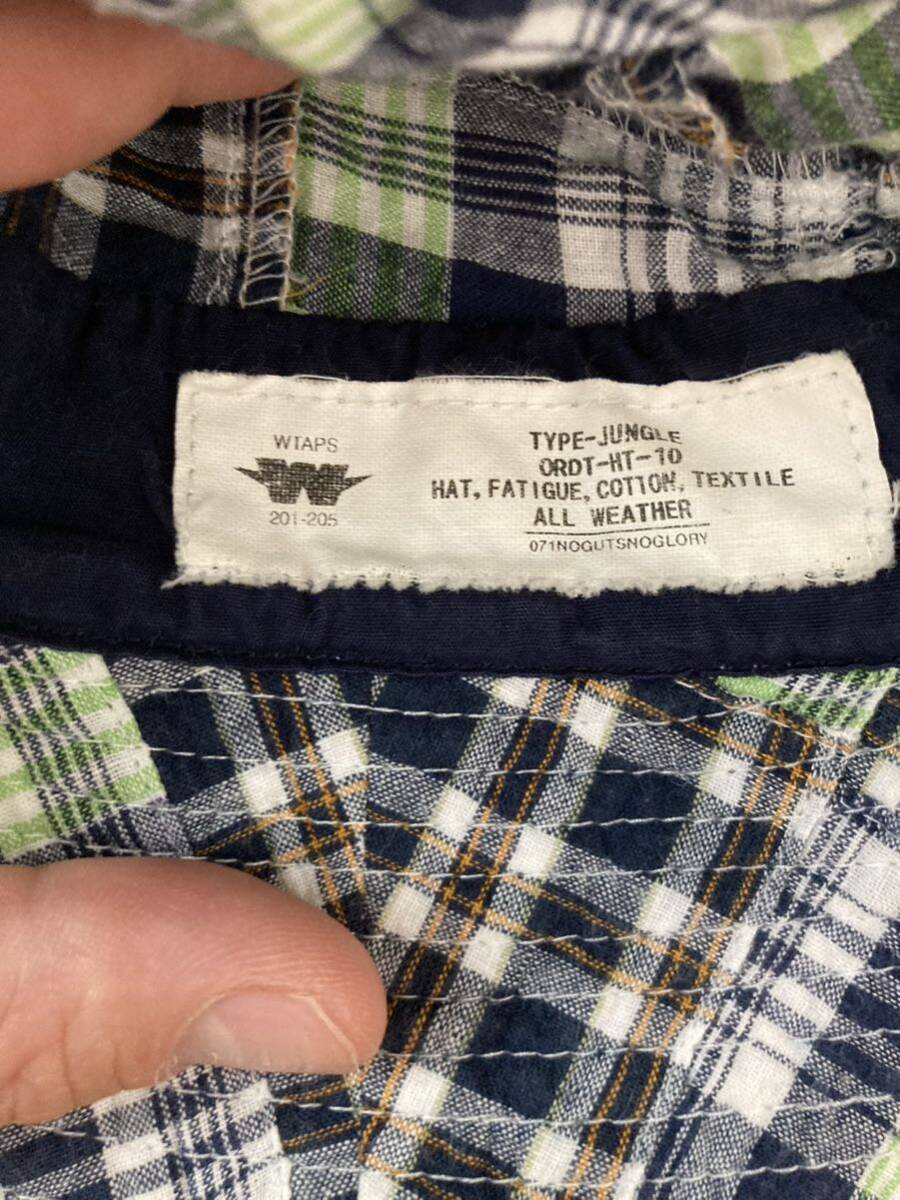 WTAPS
201-205
TYPE-JUNGLE
ORDT-HT-10
HAT, FATIGUE, COTTON, TEXTILE
ALL WEATHER
071NOGUTSNOGLORY